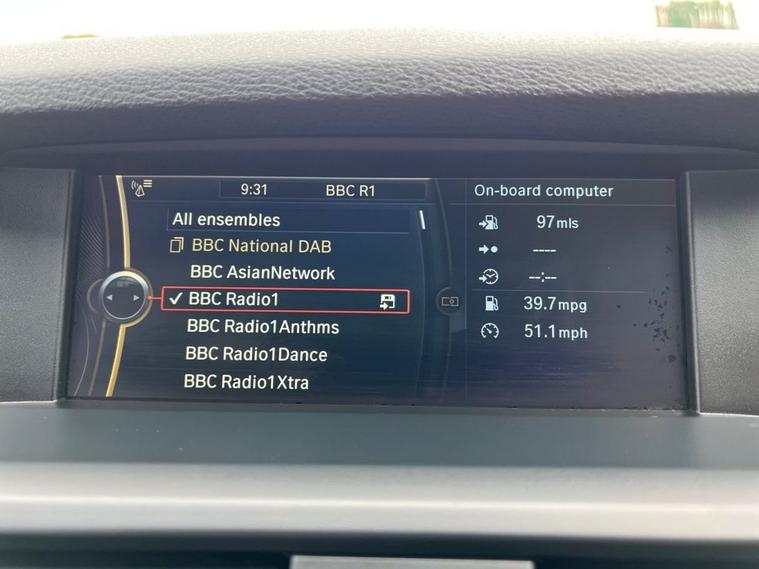 9:31 BBC R1
All ensembles
BBC National DAB
BBC AsianNetwork
BBC Radio1
BBC Radio1Anthms
BBC Radio1Dance
BBC Radio1Xtra
On-board computer
97 mls
----
--:--
39.7 mpg
51.1 mph